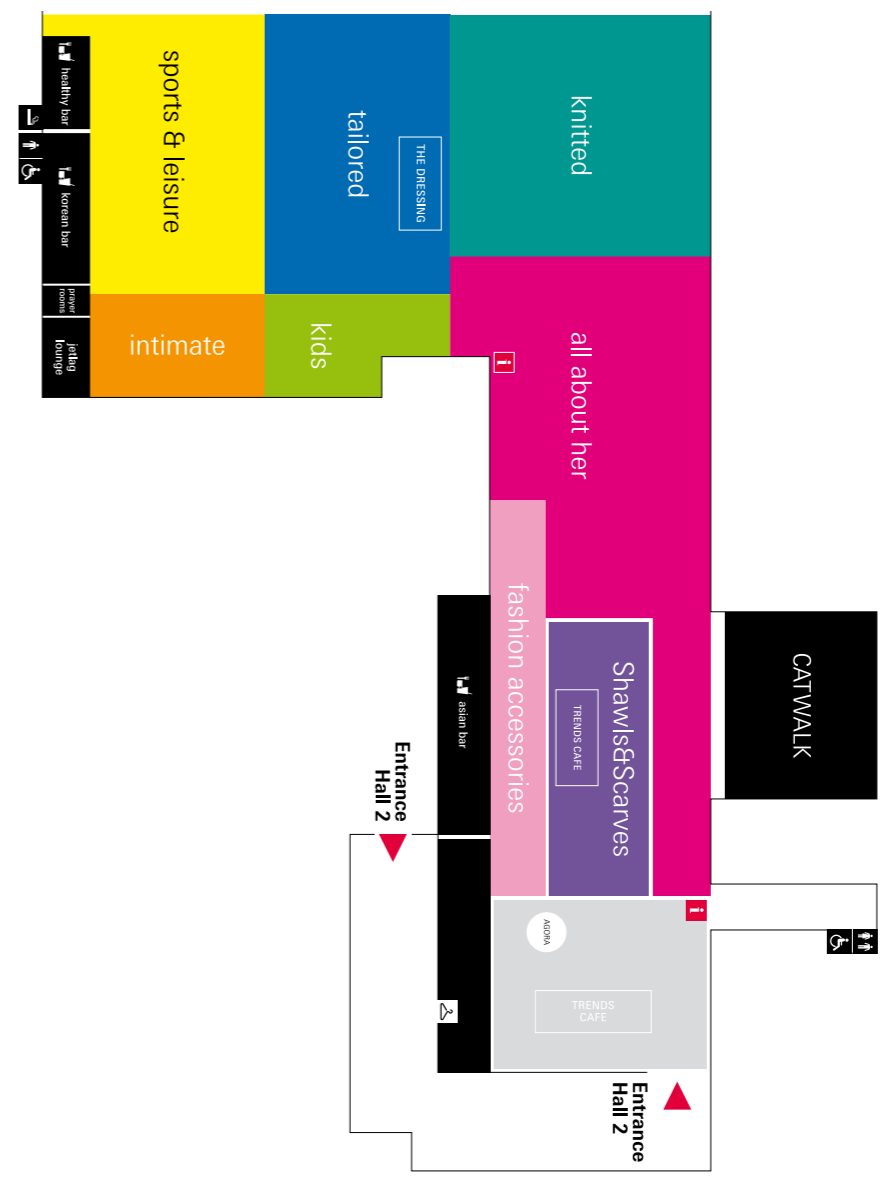 healthy bar
korean bar
prayer
rooms
jetlag
lounge
sports & leisure
tailored
THE DRESSING
knitted
intimate
kids
all about her
i
fashion accessories
Shawls&Scarves
TRENDS CAFE
CATWALK
asian bar
Entrance
Hall 2
i
AGORA
TRENDS
CAFE
Entrance
Hall 2